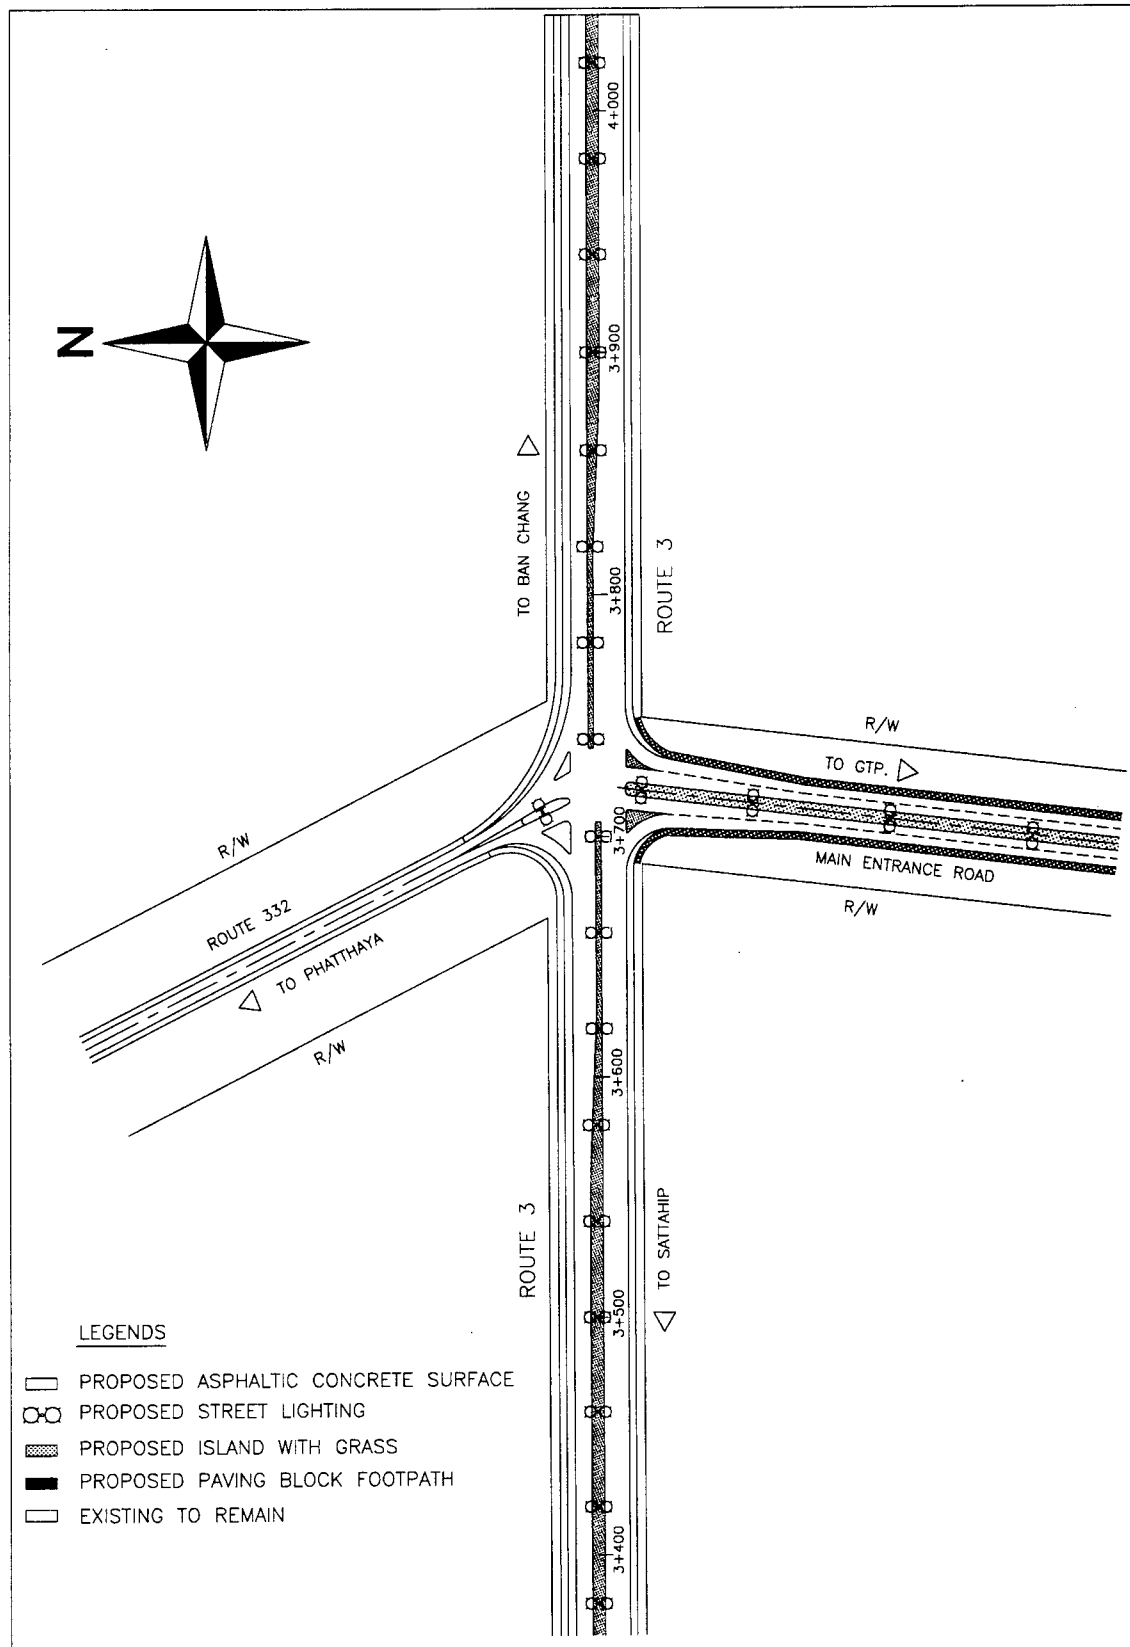 4+000
N
3+900
TO BAN CHANG
ROUTE 3
3+800
R/W
TO GTP.
3+700
MAIN ENTRANCE ROAD
R/W
R/W
ROUTE 332
TO PHATTHAYA
R/W
3+600
ROUTE 3
TO SATTAHIP
3+500
LEGENDS
PROPOSED ASPHALTIC CONCRETE SURFACE
PROPOSED STREET LIGHTING
PROPOSED ISLAND WITH GRASS
PROPOSED PAVING BLOCK FOOTPATH
EXISTING TO REMAIN
3+400